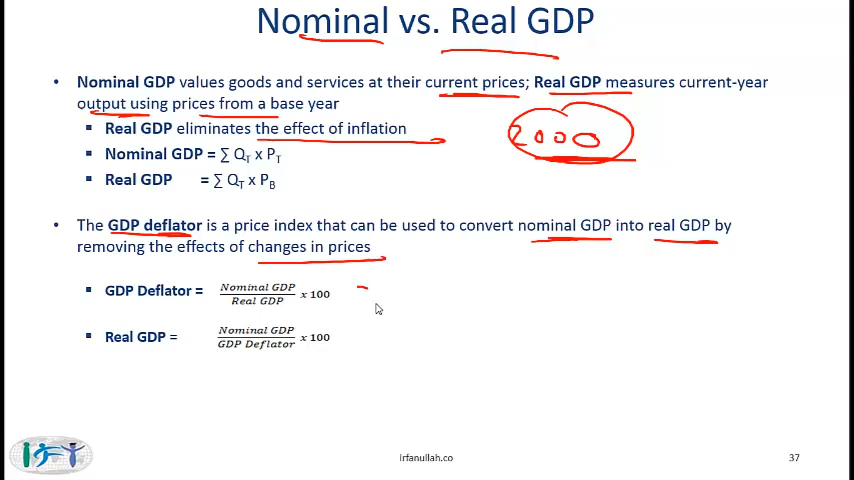 Nominal vs. Real GDP
• Nominal GDP values goods and services at their current prices; Real GDP measures current-year
output using prices from a base year
▪ Real GDP eliminates the effect of inflation
2000
▪ Nominal GDP = ∑ Q_T x P_T
▪ Real GDP = ∑ Q_T x P_B
• The GDP deflator is a price index that can be used to convert nominal GDP into real GDP by
removing the effects of changes in prices
▪ GDP Deflator = Nominal GDP / Real GDP x 100
▪ Real GDP = Nominal GDP / GDP Deflator x 100
irfanullah.co
37